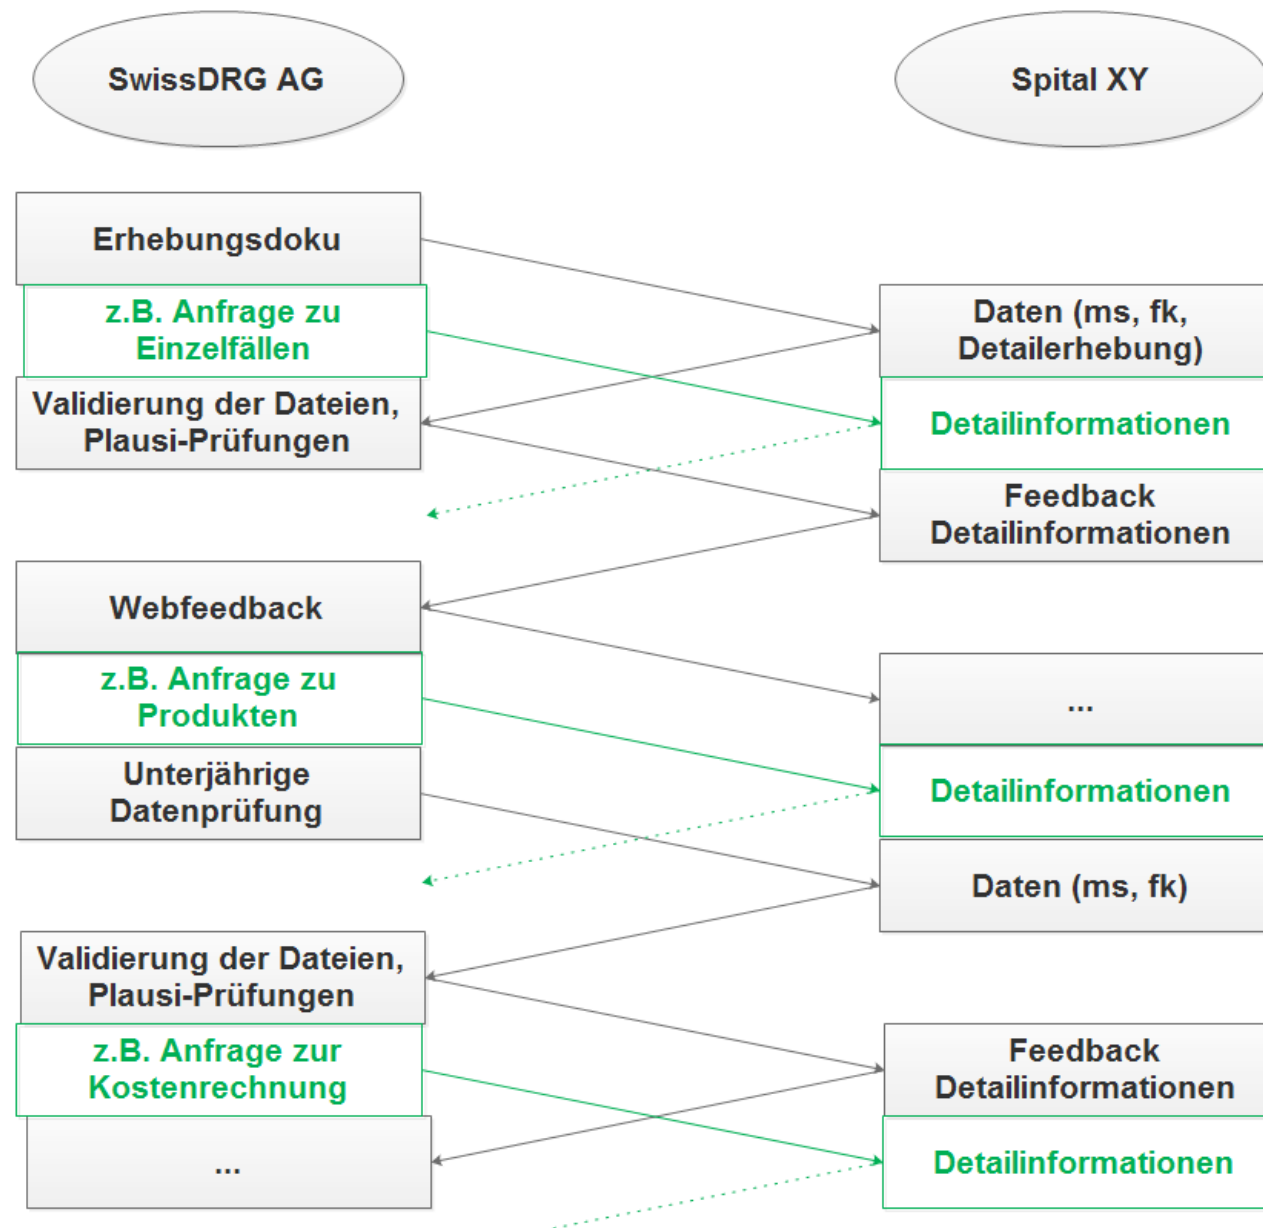 SwissDRG AG
Spital XY
Erhebungsdoku
z.B. Anfrage zu
Einzelfällen
Daten (ms, fk,
Detailerhebung)
Validierung der Dateien,
Plausi-Prüfungen
Detailinformationen
Feedback
Detailinformationen
Webfeedback
z.B. Anfrage zu
Produkten
...
Unterjährige
Datenprüfung
Detailinformationen
Daten (ms, fk)
Validierung der Dateien,
Plausi-Prüfungen
z.B. Anfrage zur
Kostenrechnung
Feedback
Detailinformationen
...
Detailinformationen